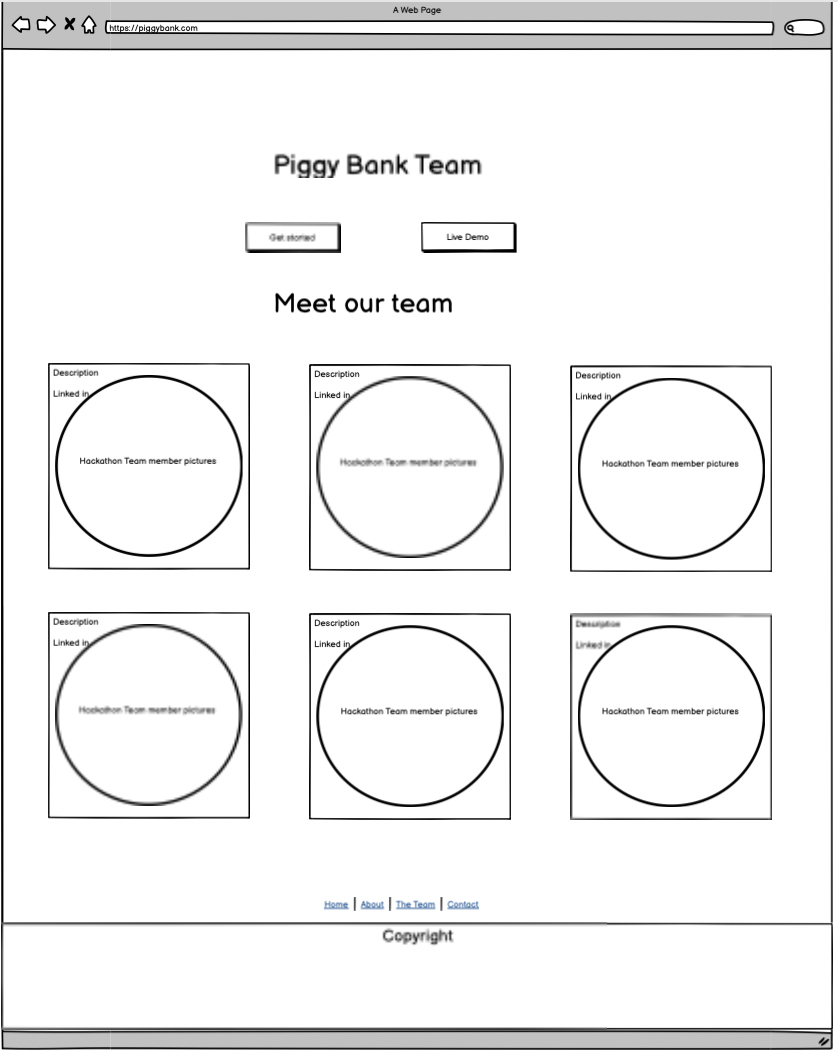 A Web Page
https://piggybank.com
Piggy Bank Team
Get started
Live Demo
Meet our team
Description
Linked in
Hackathon Team member pictures
Description
Linked in
Hackathon Team member pictures
Description
Linked in
Hackathon Team member pictures
Description
Linked in
Hackathon Team member pictures
Description
Linked in
Hackathon Team member pictures
Description
Linked in
Hackathon Team member pictures
Home | About | The Team | Contact
Copyright